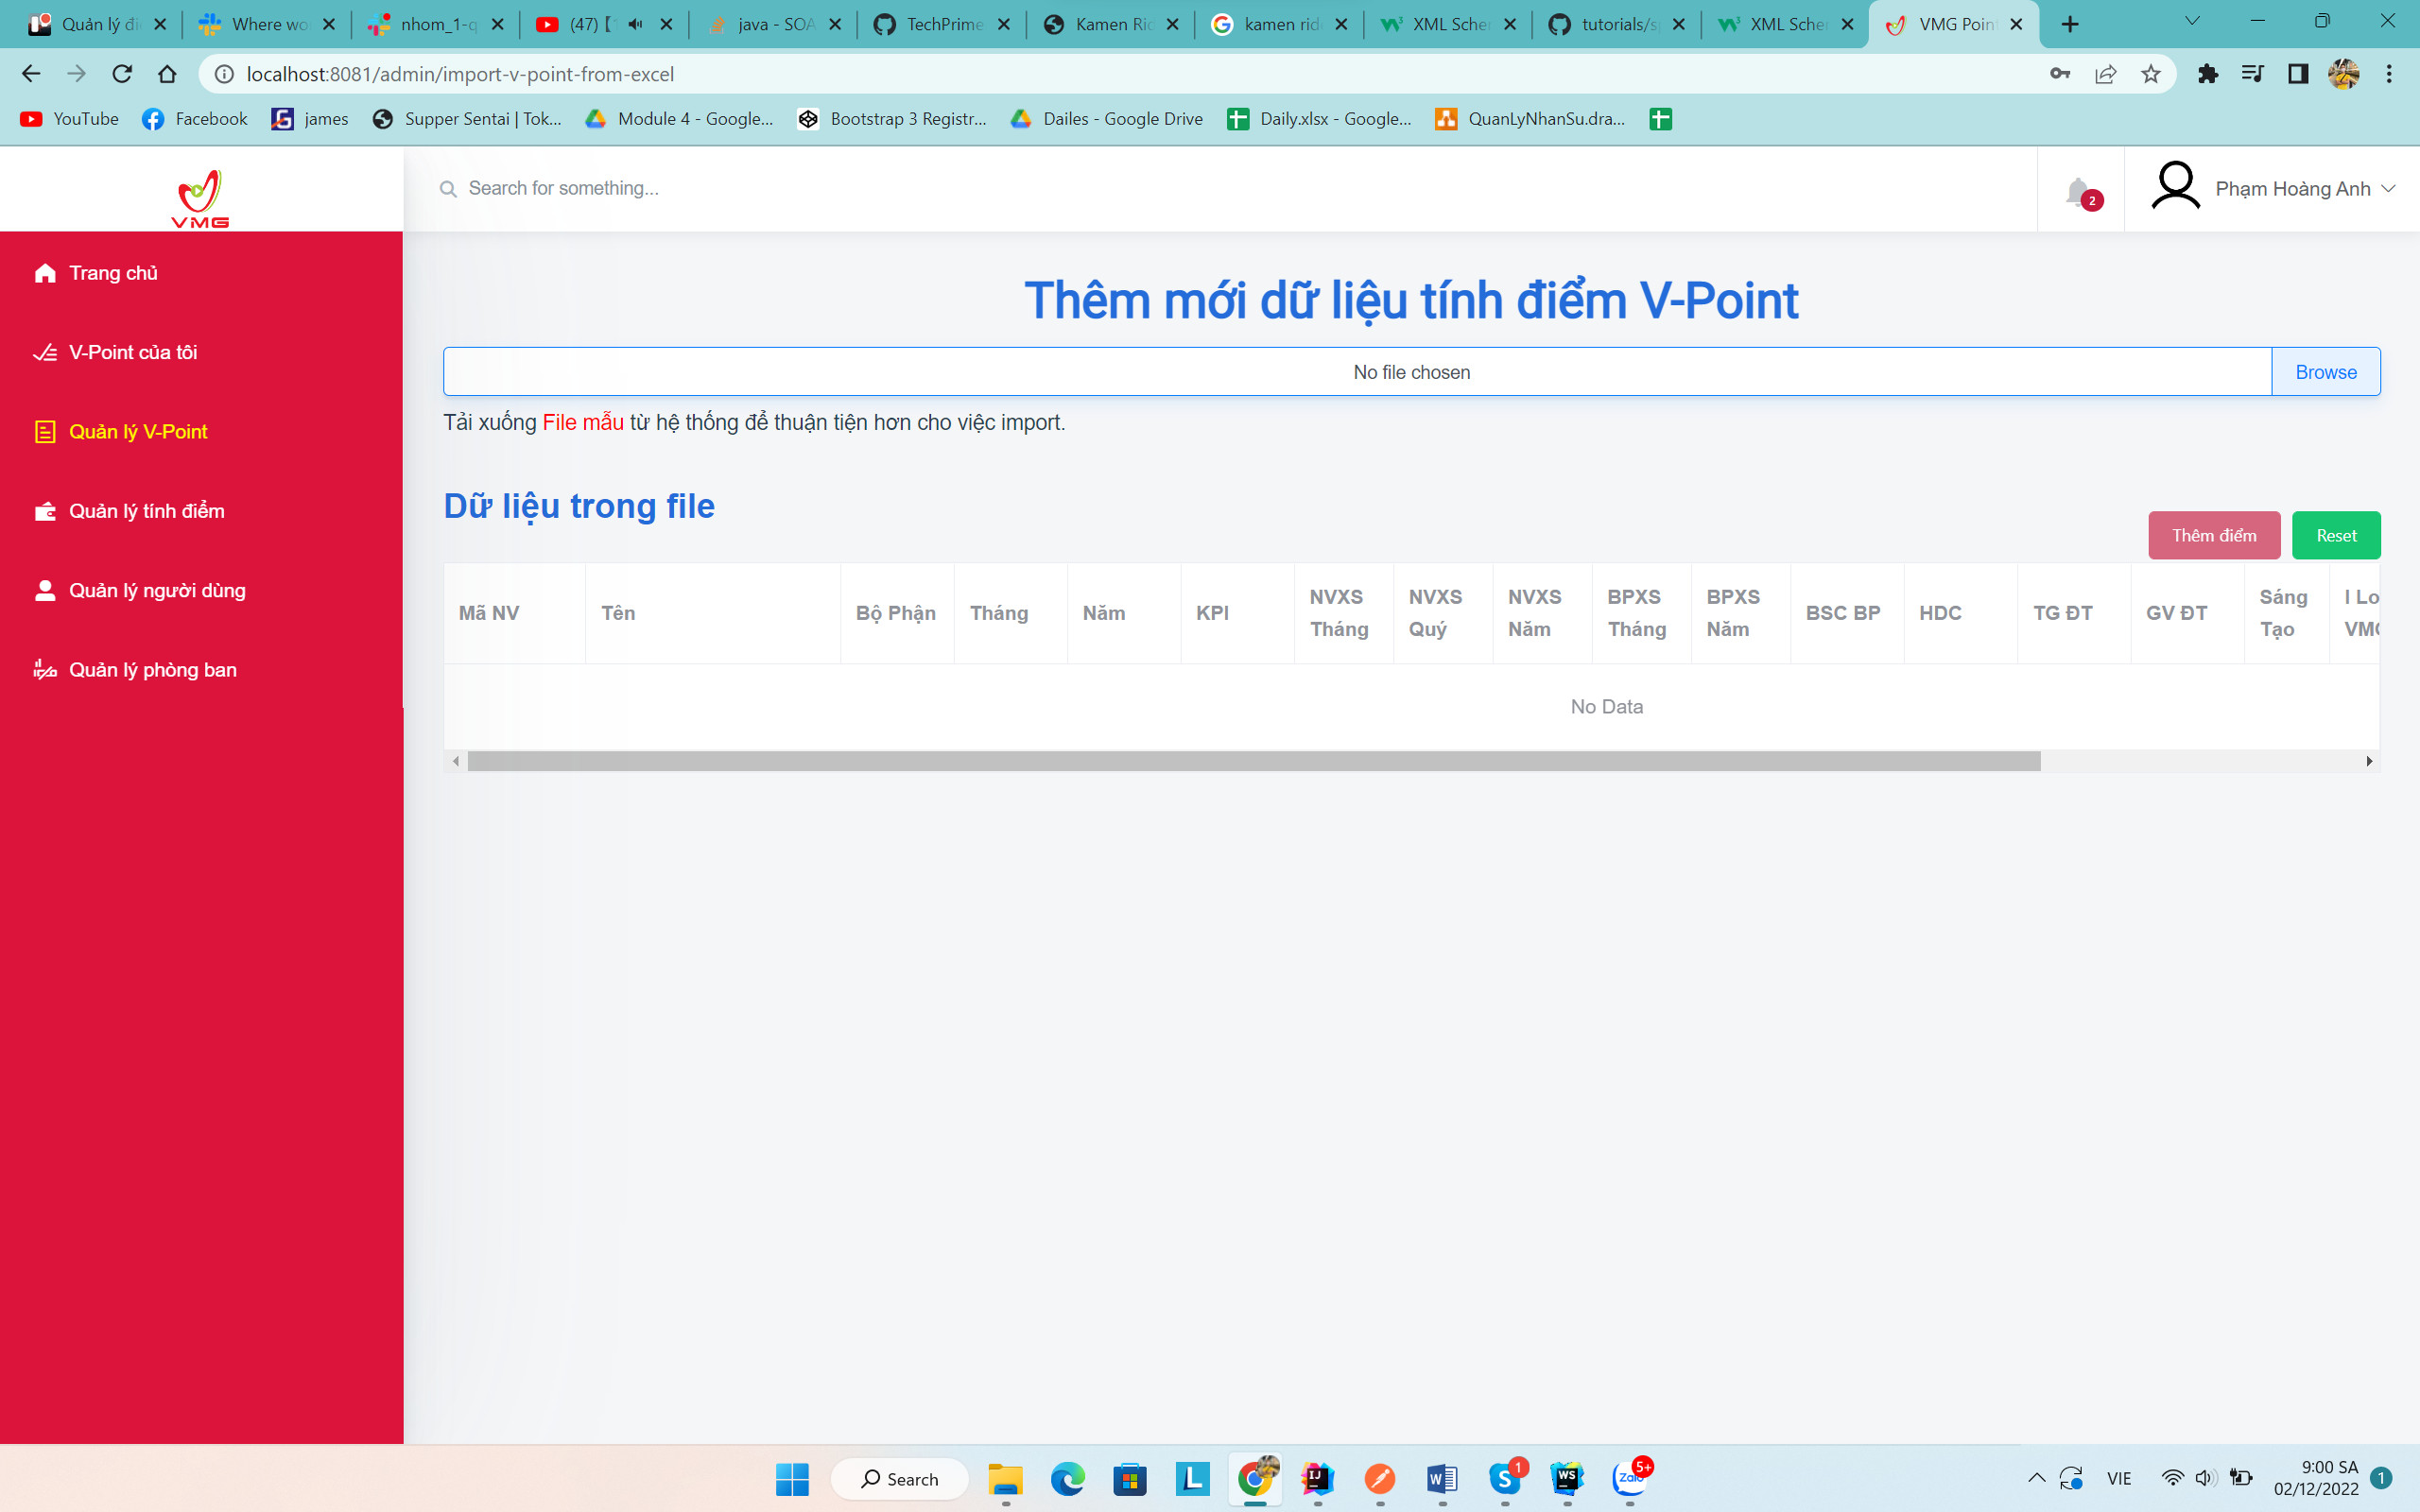 Quản lý đi
Where wo
nhom_1-q
(47) [
java - SOA
TechPrime
Kamen Ri
kamen rid
XML Scher
tutorials/s
XML Scher
VMG Poin
localhost:8081/admin/import-v-point-from-excel
YouTube
Facebook
james
Supper Sentai | Tok...
Module 4 - Google...
Bootstrap 3 Registr...
Dailes - Google Drive
Daily.xlsx - Google...
QuanLyNhanSu.dra...
VMG
Search for something...
2
Phạm Hoàng Anh
Trang chủ
V-Point của tôi
Quản lý V-Point
Quản lý tính điểm
Quản lý người dùng
Quản lý phòng ban
Thêm mới dữ liệu tính điểm V-Point
No file chosen
Browse
Tải xuống File mẫu từ hệ thống để thuận tiện hơn cho việc import.
Dữ liệu trong file
Thêm điểm
Reset
Mã NV
Tên
Bộ Phận
Tháng
Năm
KPI
NVXS
Tháng
NVXS
Quý
NVXS
Năm
BPXS
Tháng
BPXS
Năm
BSC BP
HDC
TG ĐT
GV ĐT
Sáng
Tạo
I Lo
VM
No Data
Search
L
IJ
W
S
1
WS
Zalo
5+
VIE
9:00 SA
02/12/2022
1